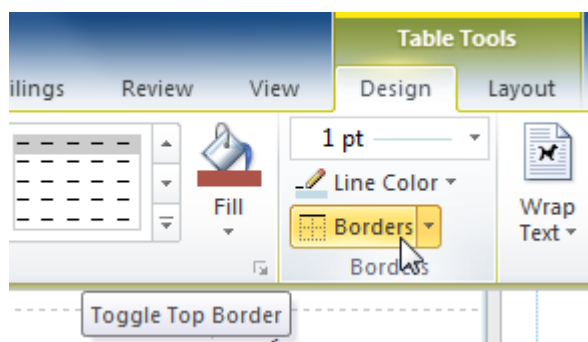 Table Tools
ilings Review View Design Layout
1 pt
Line Color
Fill
Borders
Wrap
Text
Borders
Toggle Top Border